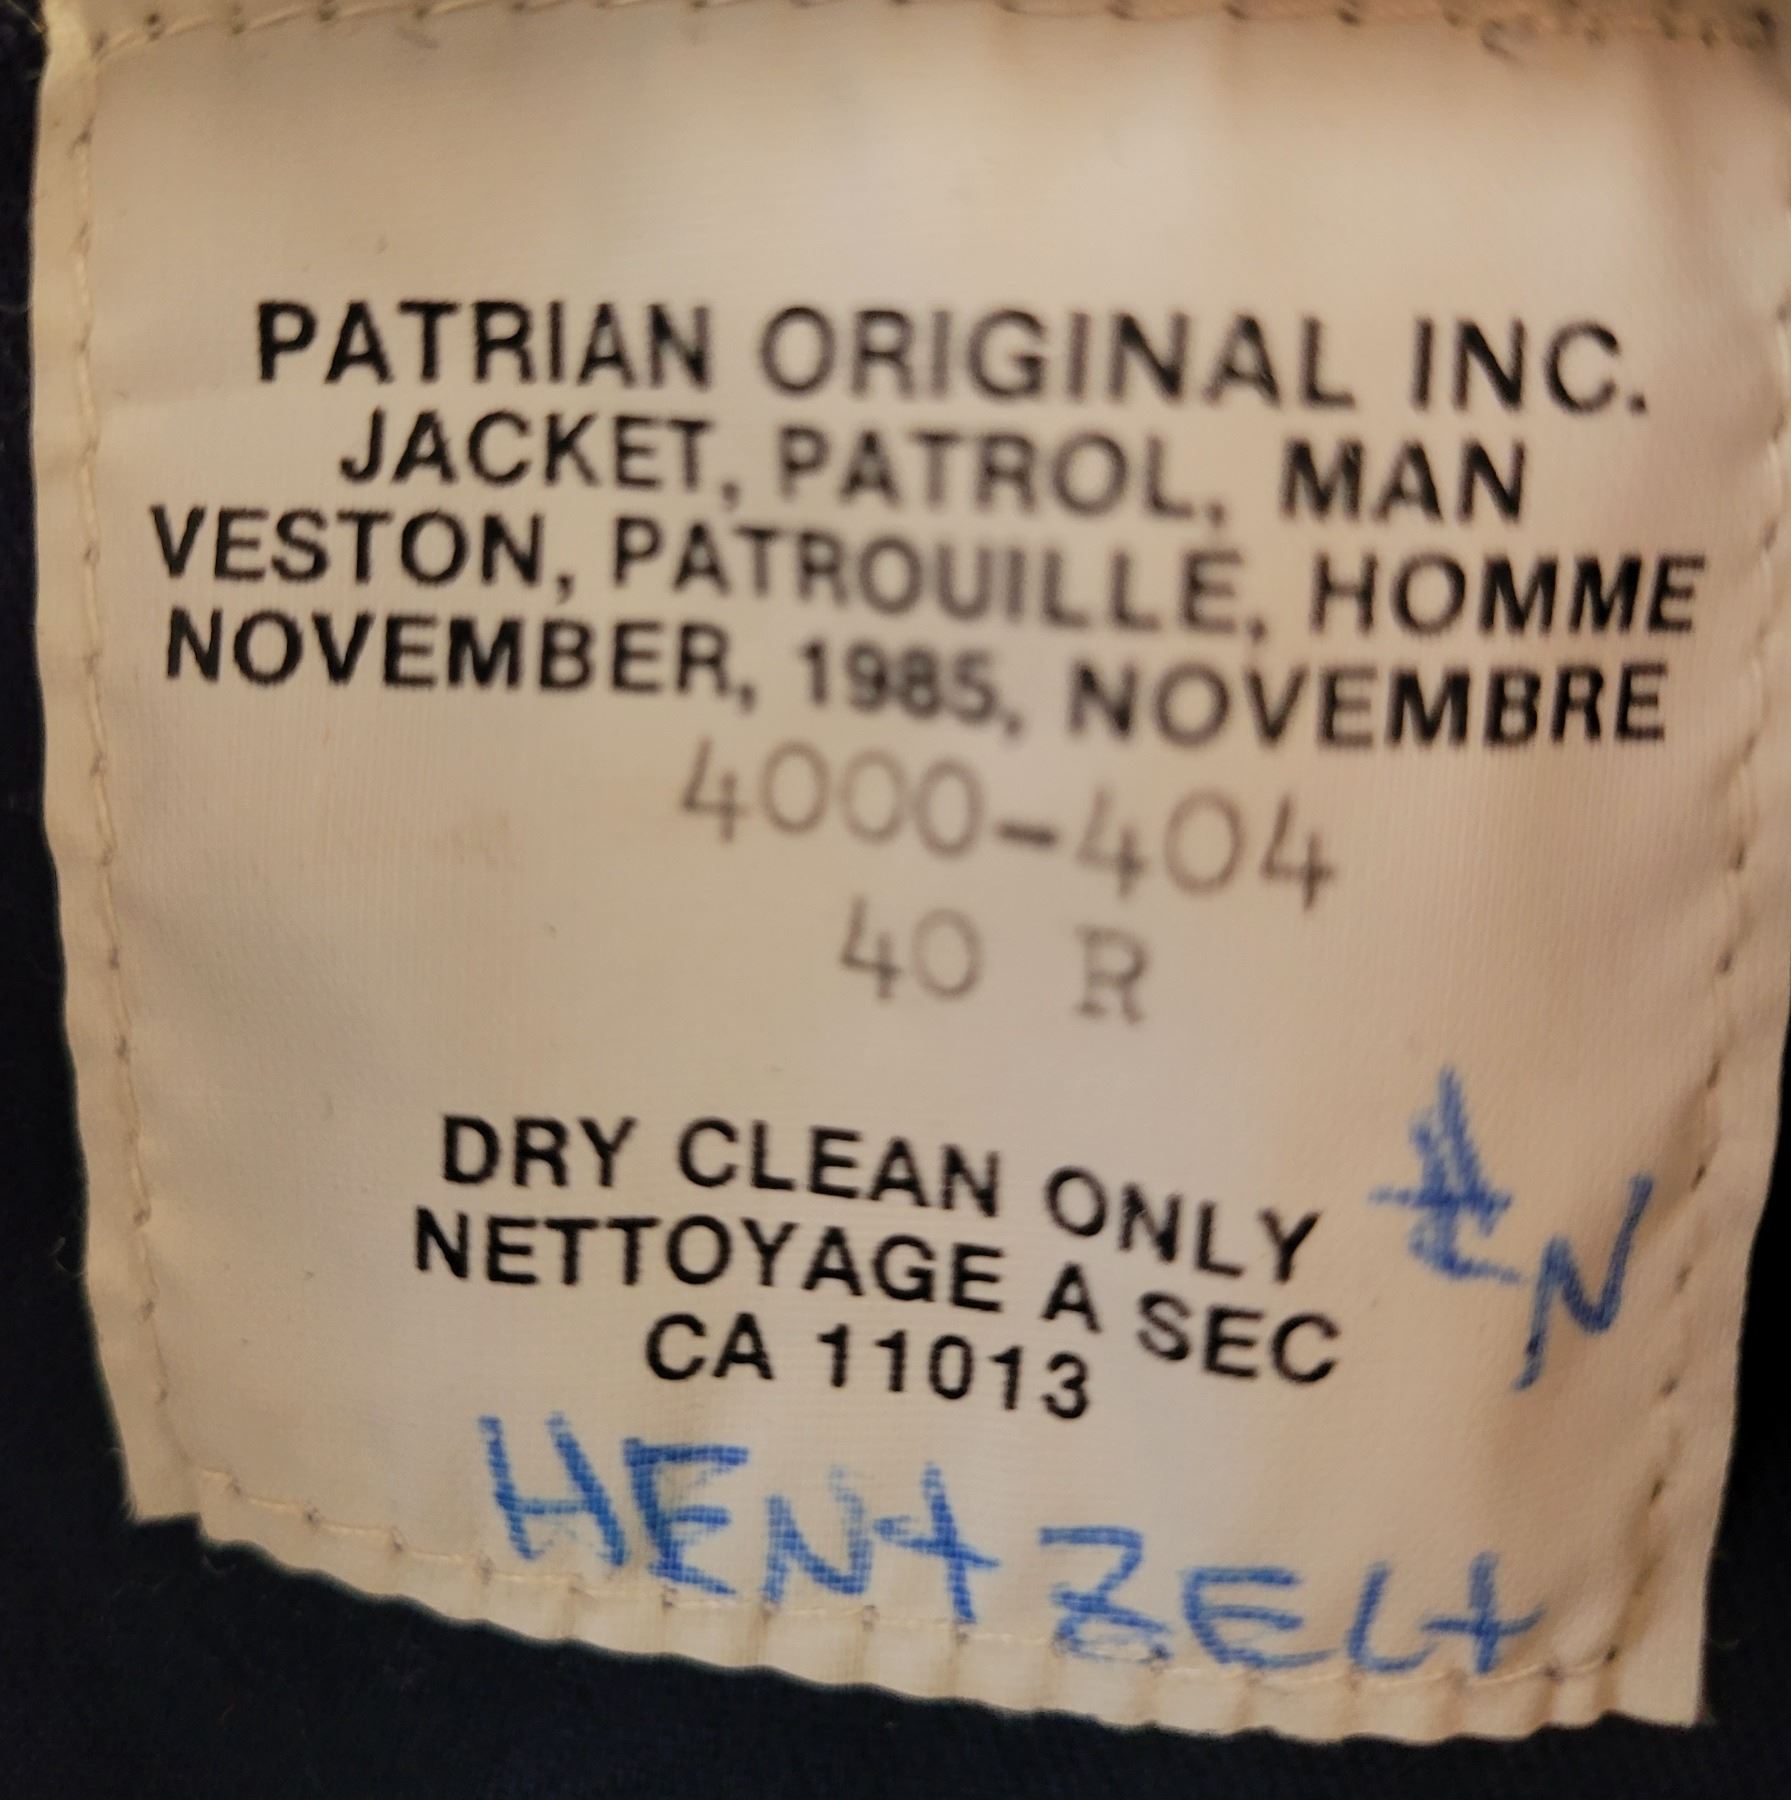 PATRIAN ORIGINAL INC.
JACKET, PATROL, MAN
VESTON, PATROUILLE, HOMME
NOVEMBER, 1985, NOVEMBRE
4000-404
40 R
DRY CLEAN ONLY
NETTOYAGE A SEC
CA 11013
N
HENtZELt